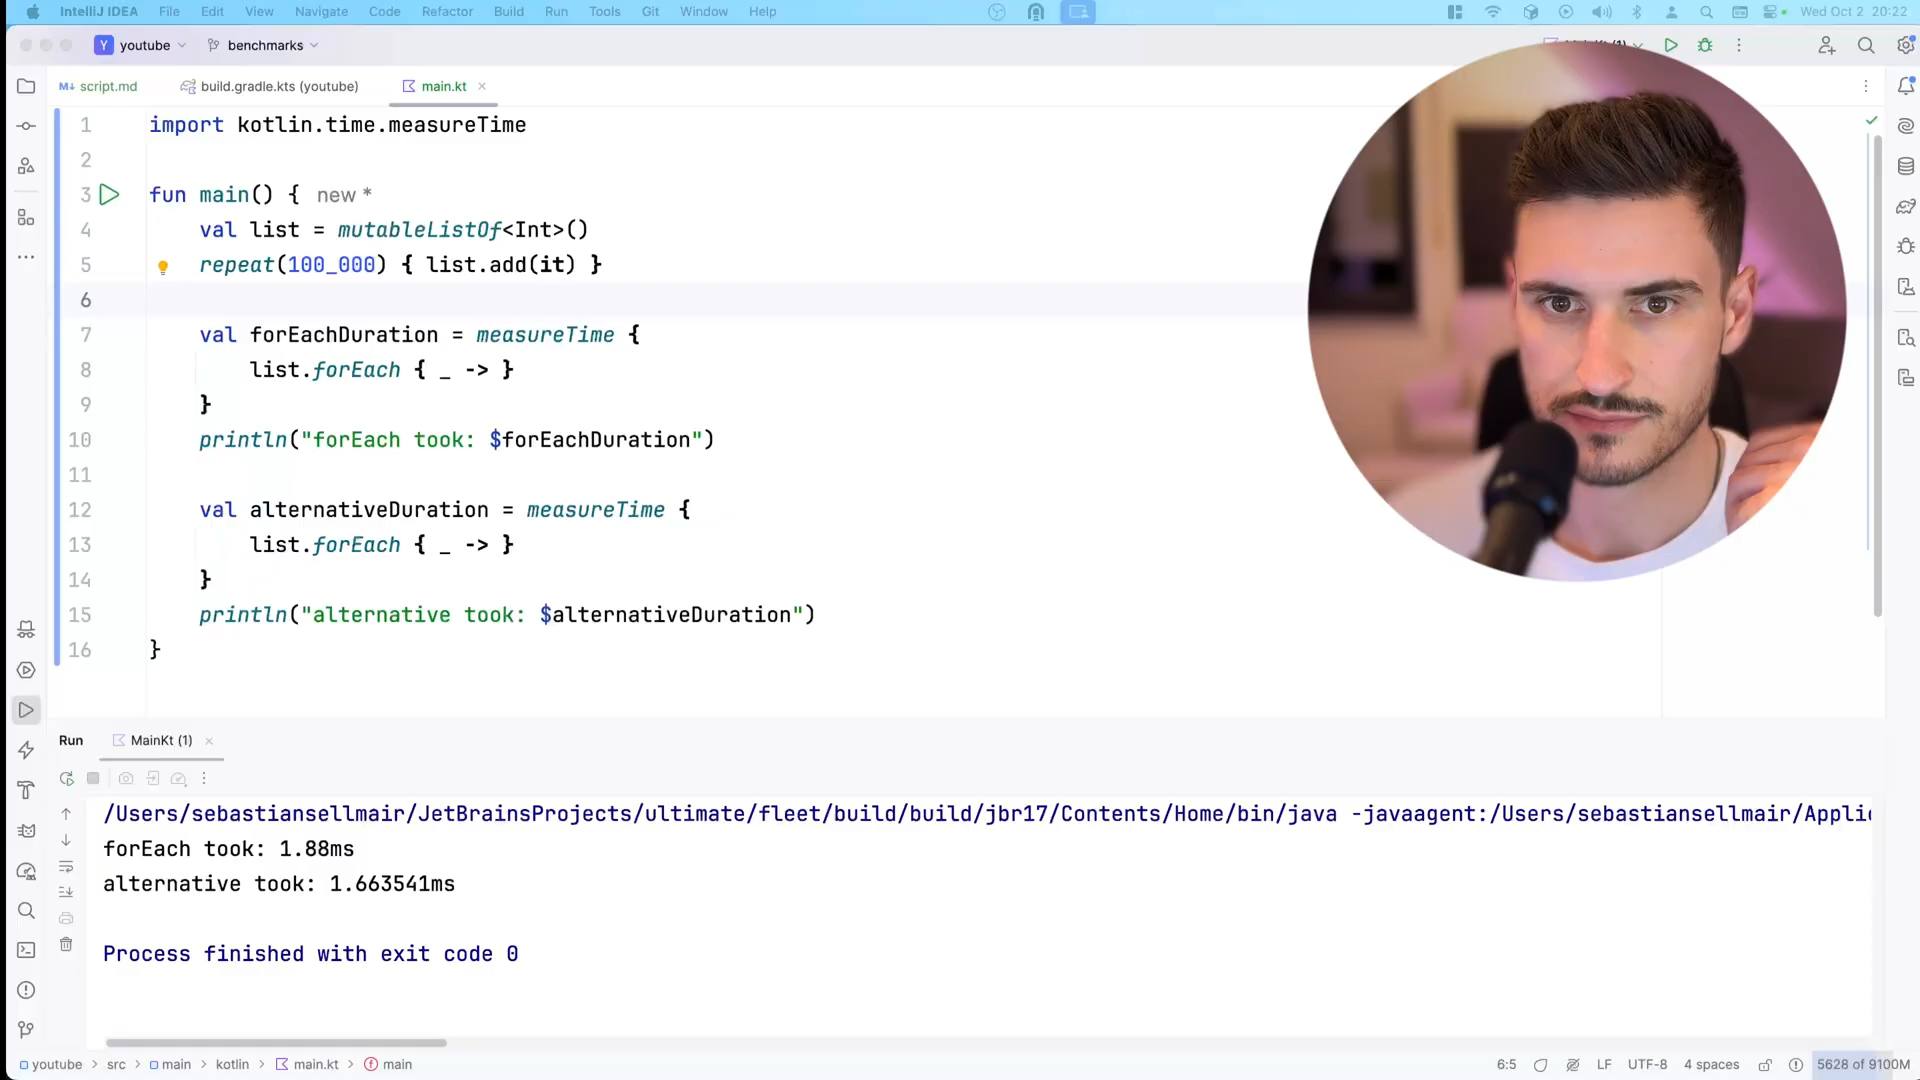 IntelliJ IDEA File Edit View Navigate Code Refactor Build Run Tools Git Window Help Wed Oct 2 20:22
Y youtube benchmarks
script.md build.gradle.kts (youtube) main.kt
1 import kotlin.time.measureTime
2
3 fun main() { new *
4 val list = mutableListOf<Int>()
5 repeat(100_000) { list.add(it) }
6
7 val forEachDuration = measureTime {
8 list.forEach { _ -> }
9 }
10 println("forEach took: $forEachDuration")
11
12 val alternativeDuration = measureTime {
13 list.forEach { _ -> }
14 }
15 println("alternative took: $alternativeDuration")
16 }
Run MainKt (1)
/Users/sebastiansellmair/JetBrainsProjects/ultimate/fleet/build/build/jbr17/Contents/Home/bin/java -javaagent:/Users/sebastiansellmair/Applic
forEach took: 1.88ms
alternative took: 1.663541ms
Process finished with exit code 0
youtube > src > main > kotlin > main.kt > main 6:5 LF UTF-8 4 spaces 5628 of 9100M